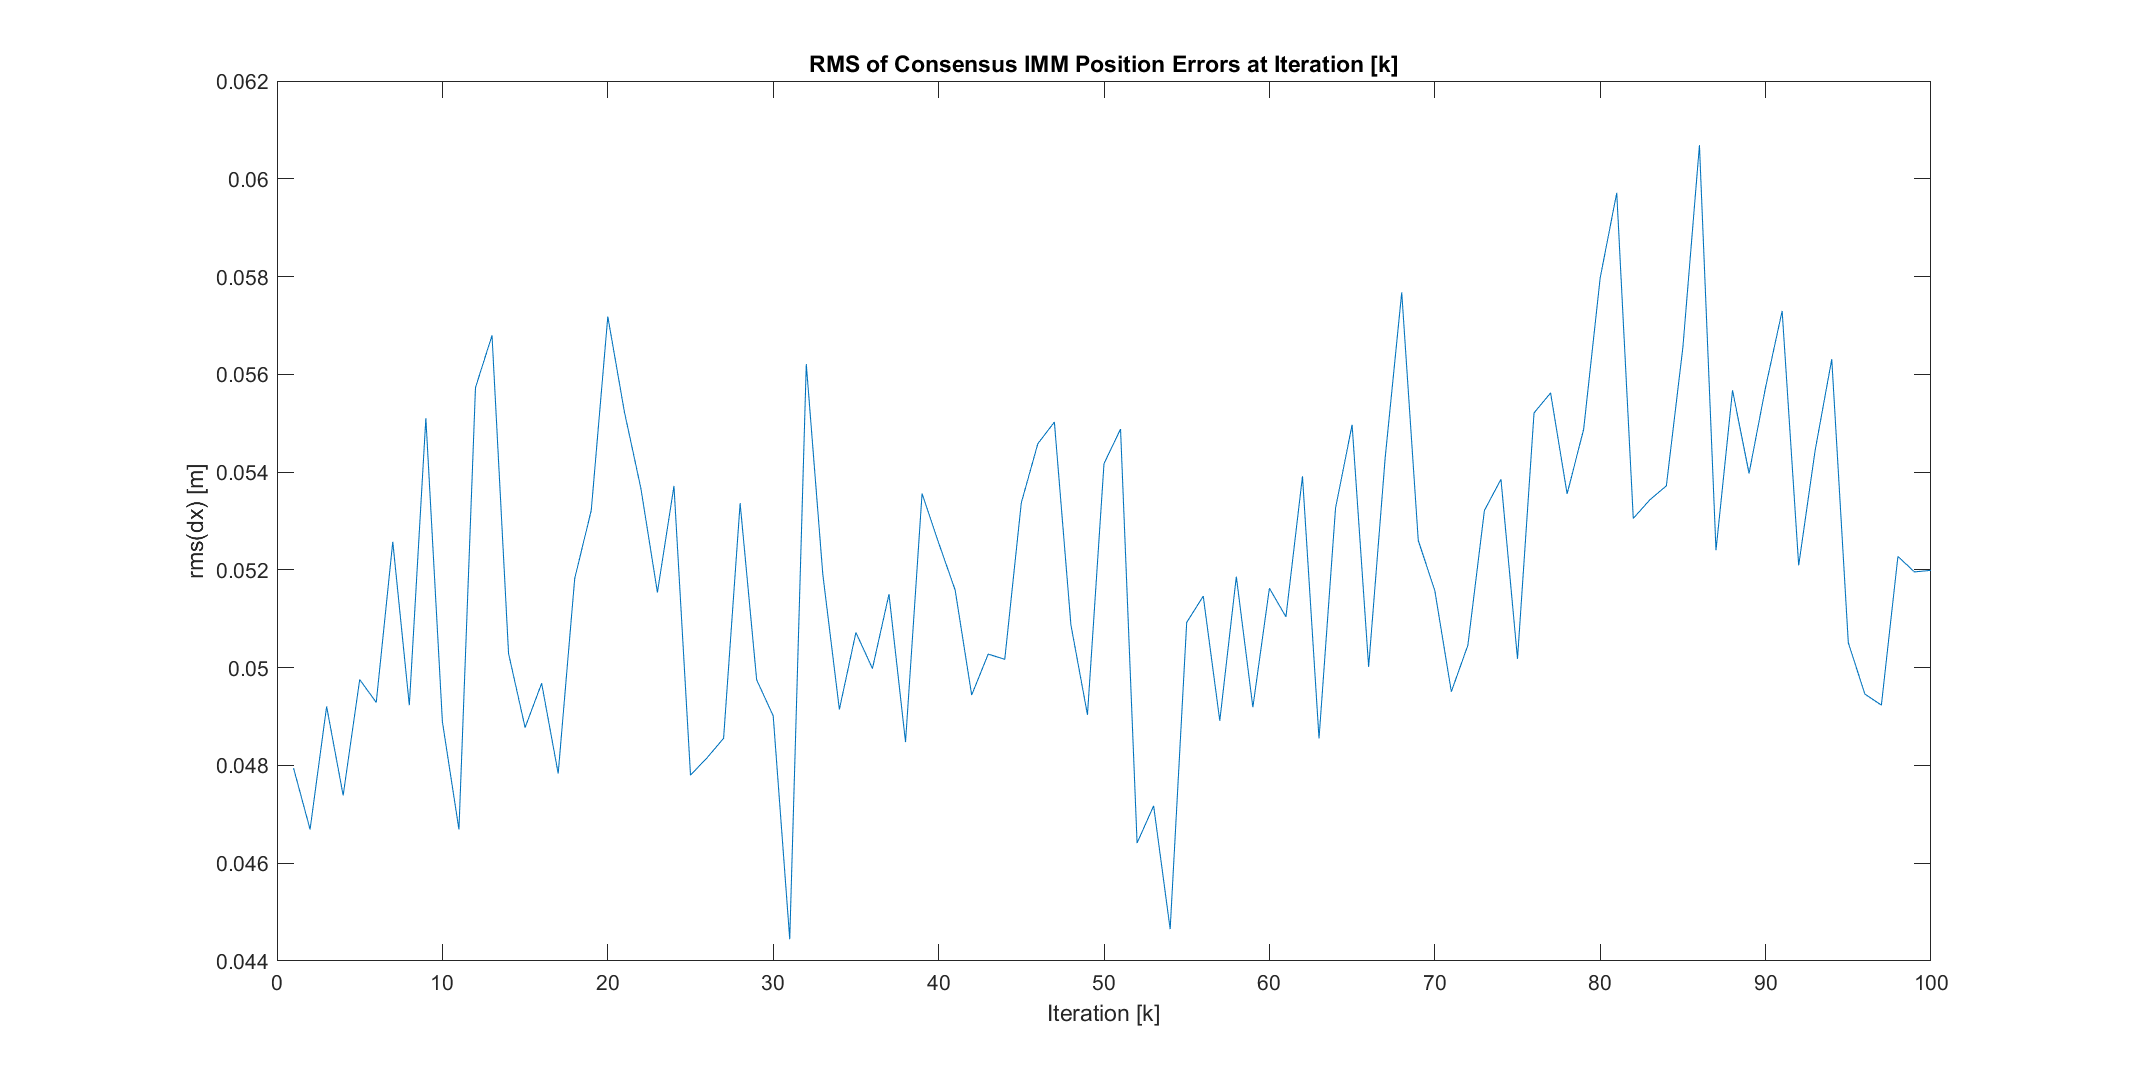 RMS of Consensus IMM Position Errors at Iteration [k]
0.062
0.06
0.058
0.056
0.054
0.052
0.05
0.048
0.046
0.044
rms(dx) [m]
0 10 20 30 40 50 60 70 80 90 100
Iteration [k]